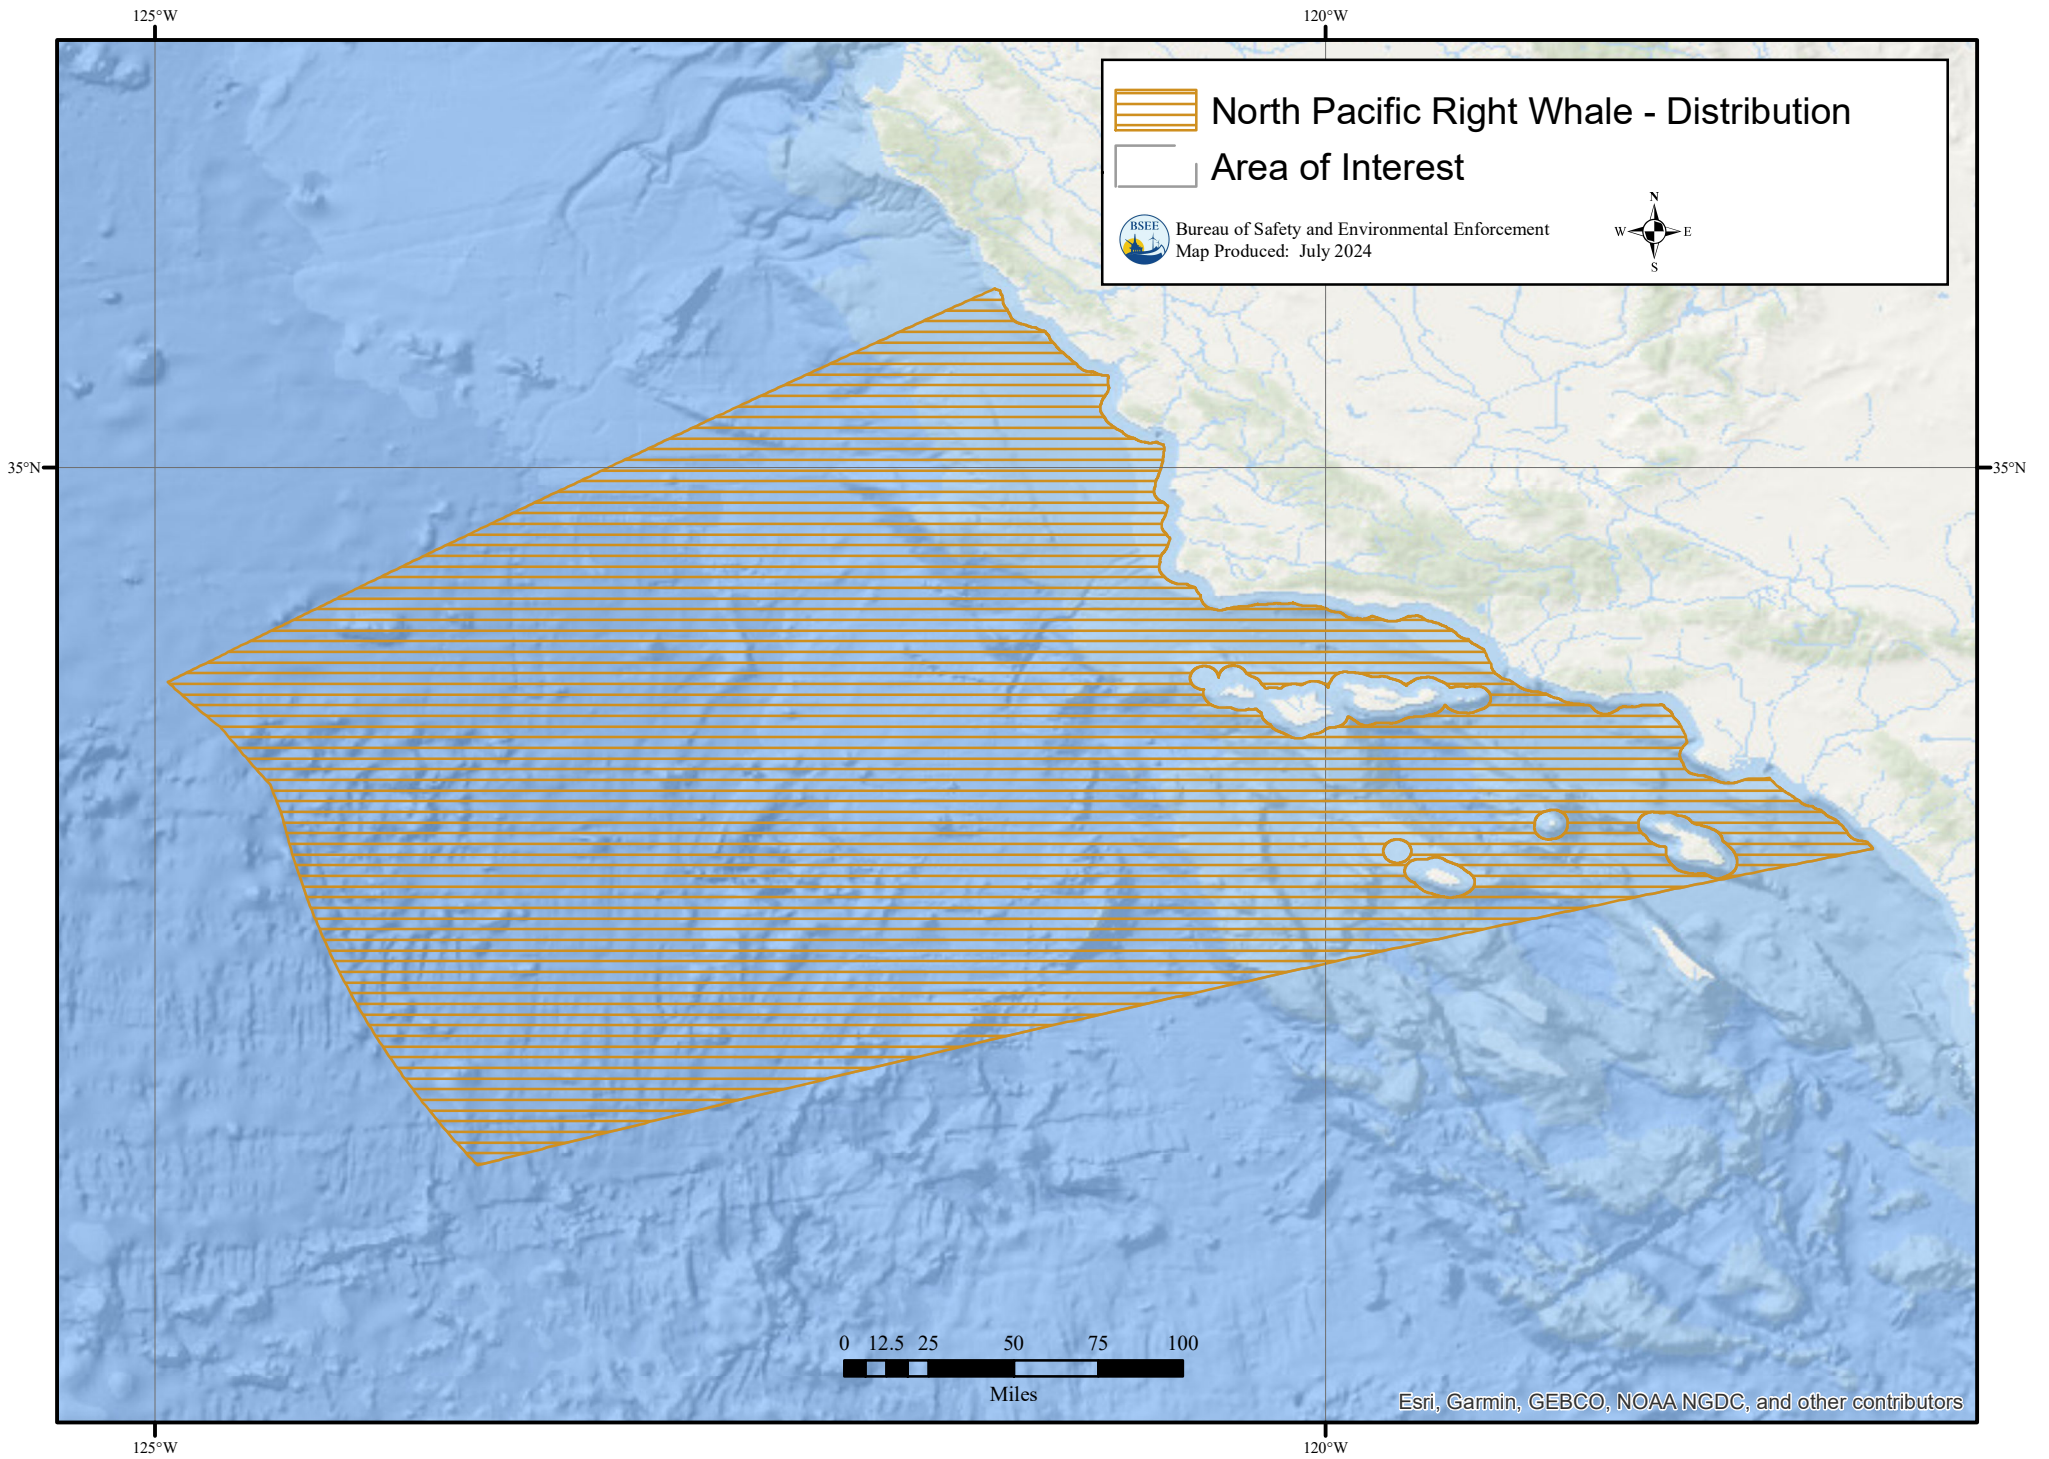 125°W
120°W
North Pacific Right Whale - Distribution
Area of Interest
BSEE
Bureau of Safety and Environmental Enforcement
Map Produced: July 2024
N
W
E
S
35°N
35°N
0 12.5 25 50 75 100
Miles
Esri, Garmin, GEBCO, NOAA NGDC, and other contributors
125°W
120°W